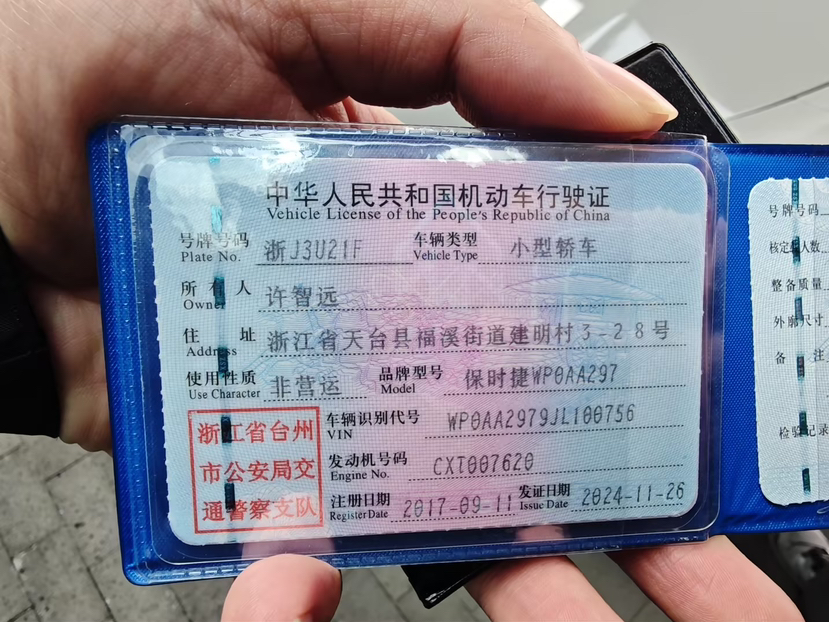 中华人民共和国机动车行驶证
Vehicle License of the People's Republic of China
号牌号码 Plate No. 浙J3U21F 车辆类型 Vehicle Type 小型轿车
所有人 Owner 许智远
住址 Address 浙江省天台县福溪街道建明村3-28号
使用性质 Use Character 非营运 品牌型号 Model 保时捷WP0AA297
车辆识别代号 VIN WP0AA2979JL100756
发动机号码 Engine No. CXT007620
注册日期 Register Date 2017-09-11 发证日期 Issue Date 2024-11-26
浙江省台州
市公安局交
通警察支队
号牌号码
整备质量
外廓尺寸
备注
检验记录